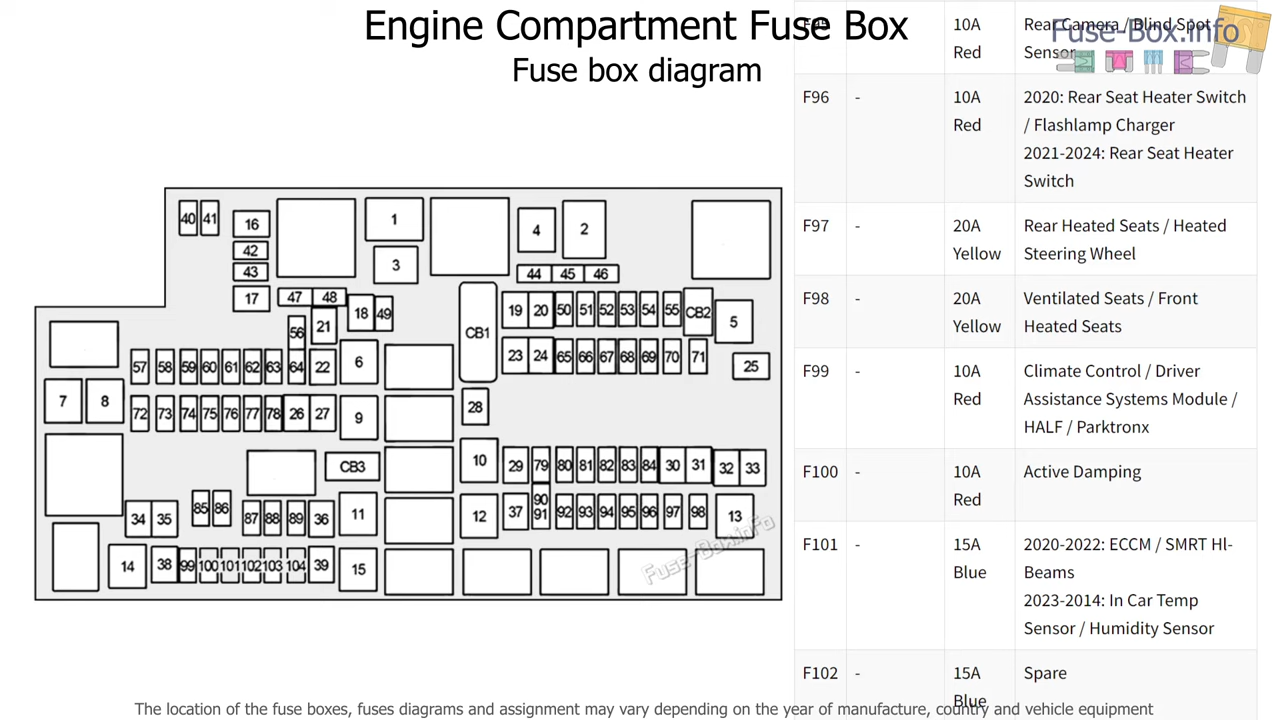 Engine Compartment Fuse Box
Fuse box diagram
40 41 16 1 4 2
42
43 3 44 45 46
17 47 48 18 49 CB1 19 20 50 51 52 53 54 55 CB2 5
56 21
57 58 59 60 61 62 63 64 22 6 23 24 65 66 67 68 69 70 71 25
7 8 72 73 74 75 76 77 78 26 27 9 28
CB3 10 29 79 80 81 82 83 84 30 31 32 33
34 35 85 86 87 88 89 36 11 12 37 90 91 92 93 94 95 96 97 98 13
14 38 99 100 101 102 103 104 39 15
Fuse-Box.info
Fuse-Box.info
F95 10A Rear Camera / Blind Spot
Red Sensor
F96 - 10A 2020: Rear Seat Heater Switch
Red / Flashlamp Charger
2021-2024: Rear Seat Heater
Switch
F97 - 20A Rear Heated Seats / Heated
Yellow Steering Wheel
F98 - 20A Ventilated Seats / Front
Yellow Heated Seats
F99 - 10A Climate Control / Driver
Red Assistance Systems Module /
HALF / Parktronx
F100 - 10A Active Damping
Red
F101 - 15A 2020-2022: ECCM / SMRT Hl-
Blue Beams
2023-2014: In Car Temp
Sensor / Humidity Sensor
F102 - 15A Spare
Blue
The location of the fuse boxes, fuses diagrams and assignment may vary depending on the year of manufacture, country and vehicle equipment